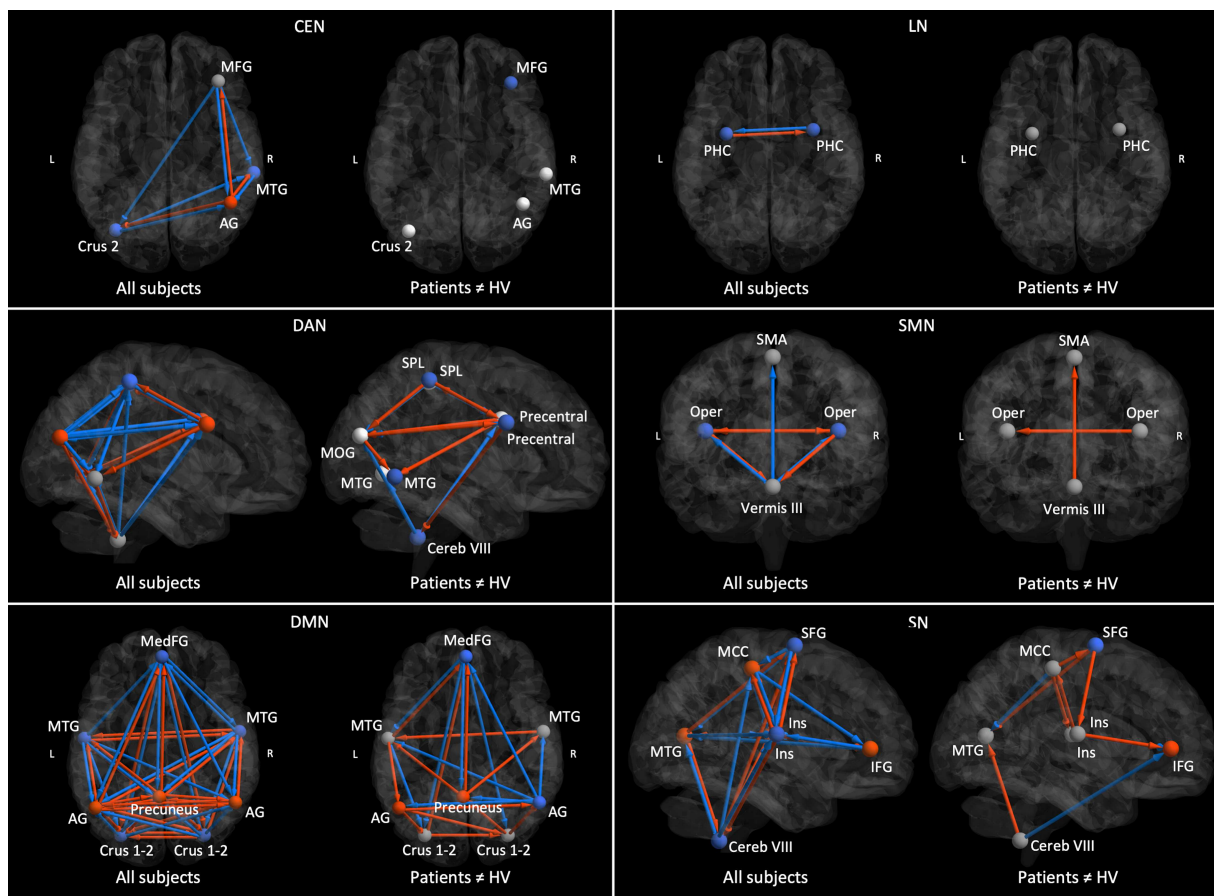 CEN
MFG
MFG
L
R
L
R
MTG
MTG
AG
AG
Crus 2
Crus 2
All subjects
Patients ≠ HV
LN
PHC
PHC
PHC
PHC
L
R
L
R
All subjects
Patients ≠ HV
DAN
SPL
SPL
Precentral
Precentral
MOG
MTG
MTG
Cereb VIII
All subjects
Patients ≠ HV
SMN
SMA
SMA
Oper
Oper
Oper
Oper
L
R
L
R
Vermis III
Vermis III
All subjects
Patients ≠ HV
DMN
MedFG
MedFG
MTG
MTG
MTG
MTG
L
R
L
R
Precuneus
Precuneus
AG
AG
AG
AG
Crus 1-2
Crus 1-2
Crus 1-2
Crus 1-2
All subjects
Patients ≠ HV
SN
SFG
SFG
MCC
MCC
Ins
Ins
MTG
Ins
MTG
Ins
IFG
IFG
Cereb VIII
Cereb VIII
All subjects
Patients ≠ HV